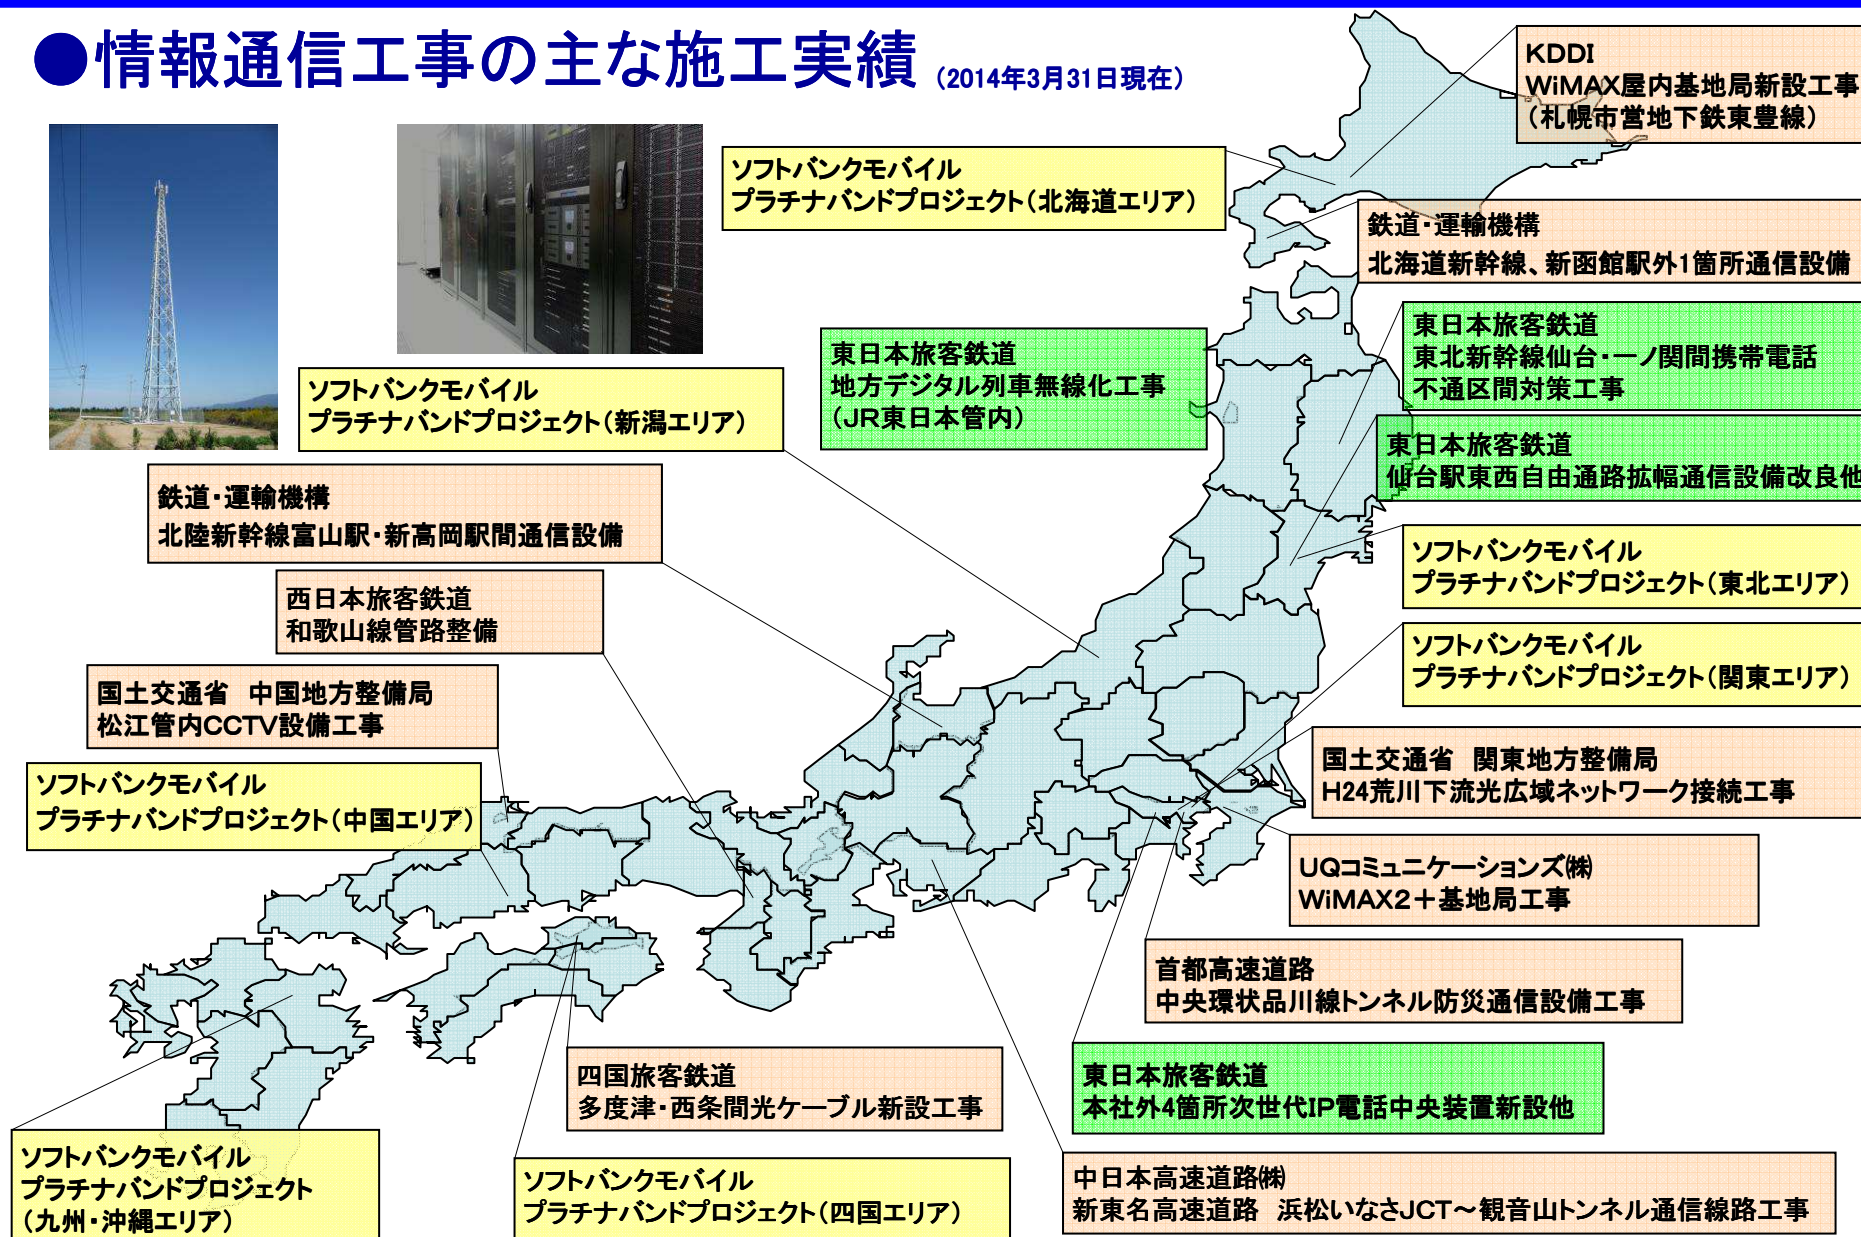 ●情報通信工事の主な施工実績 (2014年3月31日現在)
KDDI
WiMAX屋内基地局新設工事
(札幌市営地下鉄東豊線)
ソフトバンクモバイル
プラチナバンドプロジェクト(北海道エリア)
鉄道・運輸機構
北海道新幹線、新函館駅外1箇所通信設備
東日本旅客鉄道
東北新幹線仙台・一ノ関間携帯電話
不通区間対策工事
東日本旅客鉄道
地方デジタル列車無線化工事
(JR東日本管内)
ソフトバンクモバイル
プラチナバンドプロジェクト(新潟エリア)
東日本旅客鉄道
仙台駅東西自由通路拡幅通信設備改良他
鉄道・運輸機構
北陸新幹線富山駅・新高岡駅間通信設備
ソフトバンクモバイル
プラチナバンドプロジェクト(東北エリア)
西日本旅客鉄道
和歌山線管路整備
ソフトバンクモバイル
プラチナバンドプロジェクト(関東エリア)
国土交通省 中国地方整備局
松江管内CCTV設備工事
国土交通省 関東地方整備局
H24荒川下流光広域ネットワーク接続工事
ソフトバンクモバイル
プラチナバンドプロジェクト(中国エリア)
UQコミュニケーションズ㈱
WiMAX2+基地局工事
首都高速道路
中央環状品川線トンネル防災通信設備工事
四国旅客鉄道
多度津・西条間光ケーブル新設工事
東日本旅客鉄道
本社外4箇所次世代IP電話中央装置新設他
ソフトバンクモバイル
プラチナバンドプロジェクト
(九州・沖縄エリア)
ソフトバンクモバイル
プラチナバンドプロジェクト(四国エリア)
中日本高速道路㈱
新東名高速道路 浜松いなさJCT～観音山トンネル通信線路工事